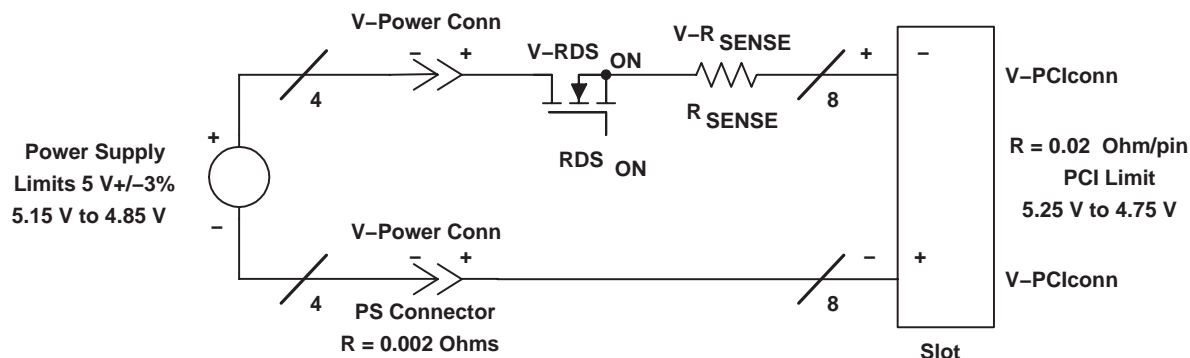 V−Power Conn
− +
V−RDS ON
V−R SENSE
+ −
4
8
R SENSE
RDS ON
V−PCIconn
Power Supply
Limits 5 V+/−3%
5.15 V to 4.85 V
+
−
R = 0.02 Ohm/pin
PCI Limit
5.25 V to 4.75 V
V−Power Conn
− +
− +
4
8
V−PCIconn
PS Connector
R = 0.002 Ohms
Slot